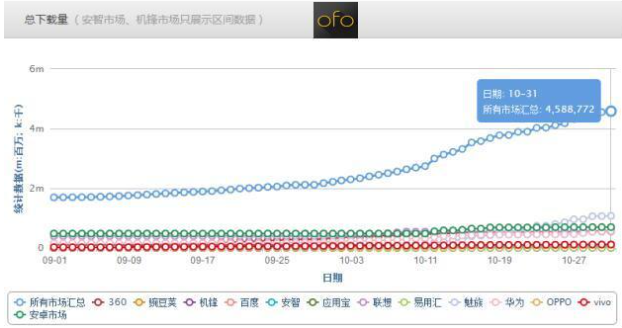 总下载量（安智市场、机锋市场只展示区间数据）
ofo
6m
4m
2m
0
统计数据(m:百万; k:千)
日期: 10-31
所有市场汇总: 4,588,772
09-01 09-09 09-17 09-25 10-03 10-11 10-19 10-27
日期
所有市场汇总 360 豌豆荚 机锋 百度 安智 应用宝 联想 易用汇 魅族 华为 OPPO vivo
安卓市场